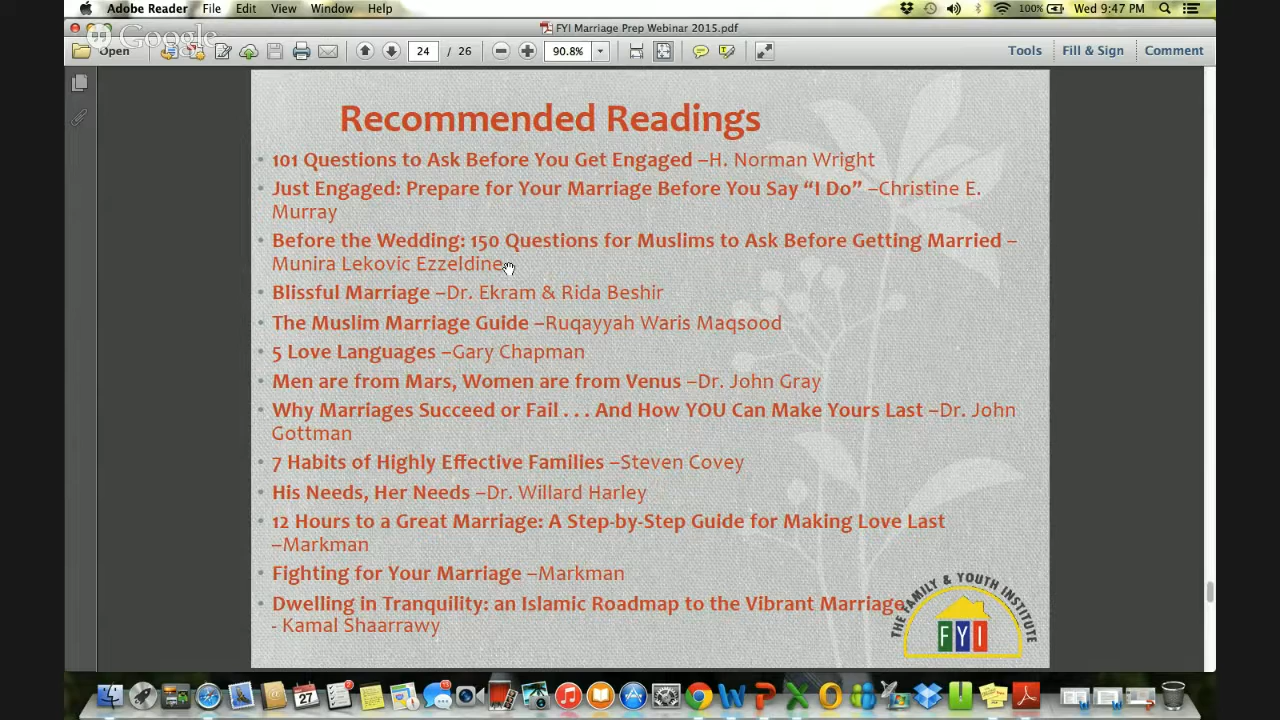 Adobe Reader File Edit View Window Help 100% Wed 9:47 PM
FYI Marriage Prep Webinar 2015.pdf
Google
Open 24 / 26 90.8% Tools Fill & Sign Comment
Recommended Readings
• 101 Questions to Ask Before You Get Engaged –H. Norman Wright
• Just Engaged: Prepare for Your Marriage Before You Say “I Do” –Christine E.
Murray
• Before the Wedding: 150 Questions for Muslims to Ask Before Getting Married –
Munira Lekovic Ezzeldine
• Blissful Marriage –Dr. Ekram & Rida Beshir
• The Muslim Marriage Guide –Ruqayyah Waris Maqsood
• 5 Love Languages –Gary Chapman
• Men are from Mars, Women are from Venus –Dr. John Gray
• Why Marriages Succeed or Fail . . . And How YOU Can Make Yours Last –Dr. John
Gottman
• 7 Habits of Highly Effective Families –Steven Covey
• His Needs, Her Needs –Dr. Willard Harley
• 12 Hours to a Great Marriage: A Step-by-Step Guide for Making Love Last
–Markman
• Fighting for Your Marriage –Markman
• Dwelling in Tranquility: an Islamic Roadmap to the Vibrant Marriage
- Kamal Shaarrawy
THE FAMILY & YOUTH INSTITUTE
FYI
27